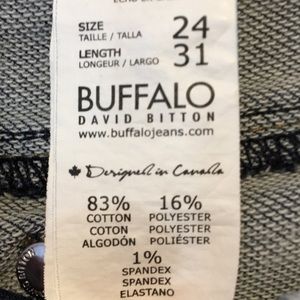 SIZE 24
TAILLE / TALLA
LENGTH 31
LONGEUR / LARGO
BUFFALO
DAVID BITTON
www.buffalojeans.com
Designed in Canada
83% 16%
COTTON POLYESTER
COTON POLYESTER
ALGODÓN POLIÉSTER
1%
SPANDEX
SPANDEX
ELASTANO